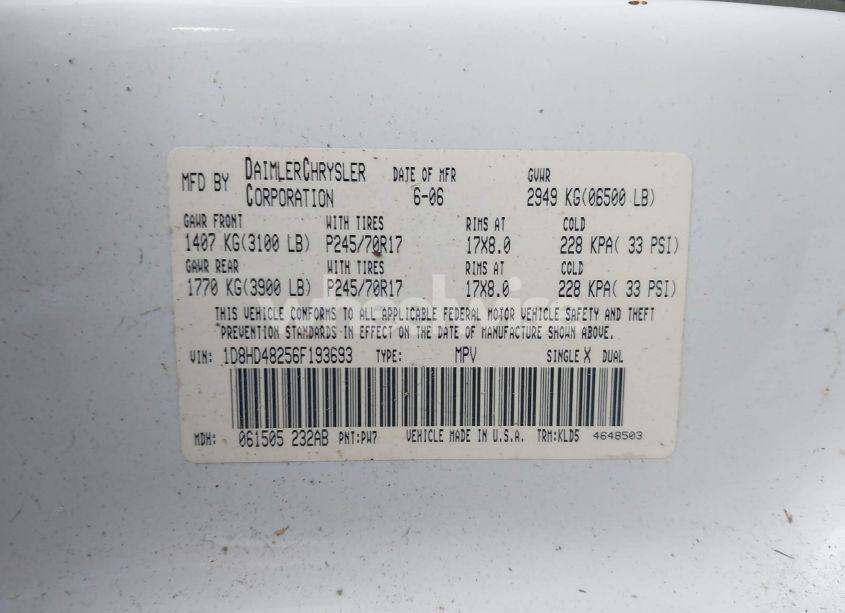 MFD BY DAIMLERCHRYSLER CORPORATION DATE OF MFR 6-06 GVWR 2949 KG(06500 LB)
GAWR FRONT WITH TIRES RIMS AT COLD
1407 KG(3100 LB) P245/70R17 17X8.0 228 KPA( 33 PSI)
GAWR REAR WITH TIRES RIMS AT COLD
1770 KG(3900 LB) P245/70R17 17X8.0 228 KPA( 33 PSI)
THIS VEHICLE CONFORMS TO ALL APPLICABLE FEDERAL MOTOR VEHICLE SAFETY AND THEFT
PREVENTION STANDARDS IN EFFECT ON THE DATE OF MANUFACTURE SHOWN ABOVE.
VIN: 1D8HD48256F193693 TYPE: MPV SINGLE X DUAL
MDH: 061505 232AB PNT:PW7 VEHICLE MADE IN U.S.A. TRM:KLD5 4648503